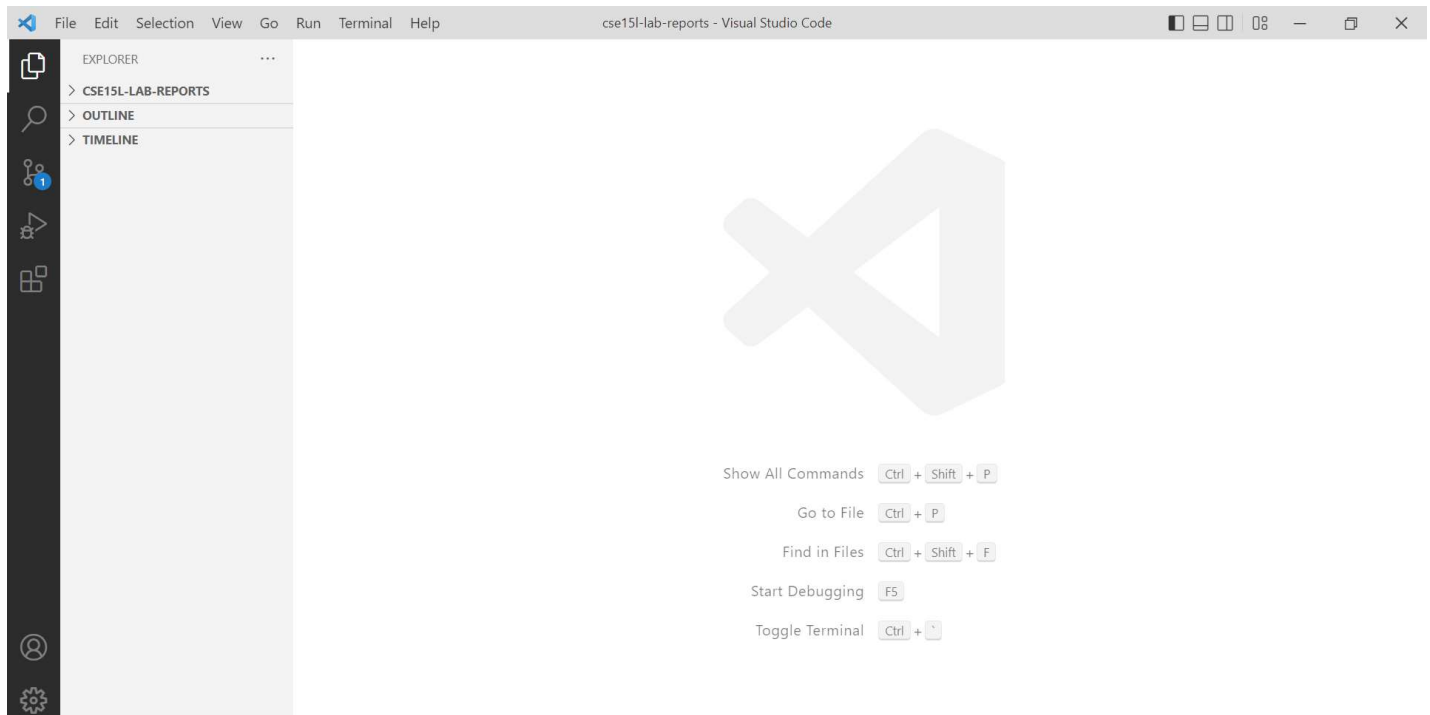 File Edit Selection View Go Run Terminal Help cse15l-lab-reports - Visual Studio Code
EXPLORER
CSE15L-LAB-REPORTS
OUTLINE
TIMELINE
1
Show All Commands Ctrl + Shift + P
Go to File Ctrl + P
Find in Files Ctrl + Shift + F
Start Debugging F5
Toggle Terminal Ctrl + `